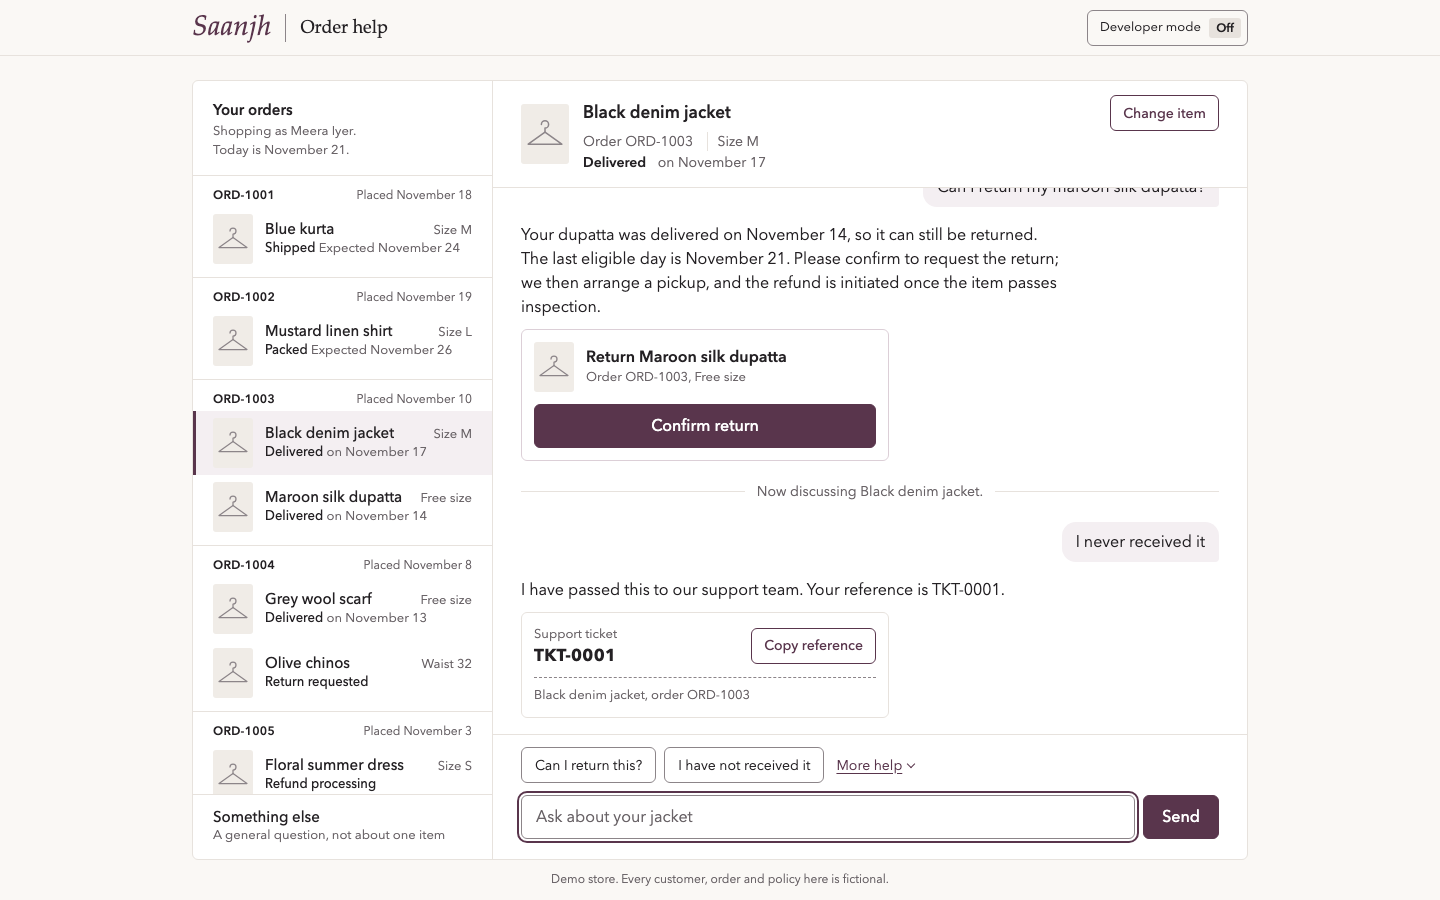 Saanjh
Order help
Developer mode Off
Your orders
Shopping as Meera Iyer.
Today is November 21.
ORD-1001 Placed November 18
Blue kurta Size M
Shipped Expected November 24
ORD-1002 Placed November 19
Mustard linen shirt Size L
Packed Expected November 26
ORD-1003 Placed November 10
Black denim jacket Size M
Delivered on November 17
Maroon silk dupatta Free size
Delivered on November 14
ORD-1004 Placed November 8
Grey wool scarf Free size
Delivered on November 13
Olive chinos Waist 32
Return requested
ORD-1005 Placed November 3
Floral summer dress Size S
Refund processing
Something else
A general question, not about one item
Black denim jacket
Change item
Order ORD-1003 Size M
Delivered on November 17
Can I return my maroon silk dupatta?
Your dupatta was delivered on November 14, so it can still be returned.
The last eligible day is November 21. Please confirm to request the return;
we then arrange a pickup, and the refund is initiated once the item passes
inspection.
Return Maroon silk dupatta
Order ORD-1003, Free size
Confirm return
Now discussing Black denim jacket.
I never received it
I have passed this to our support team. Your reference is TKT-0001.
Support ticket
TKT-0001
Copy reference
Black denim jacket, order ORD-1003
Can I return this? I have not received it More help
Ask about your jacket Send
Demo store. Every customer, order and policy here is fictional.